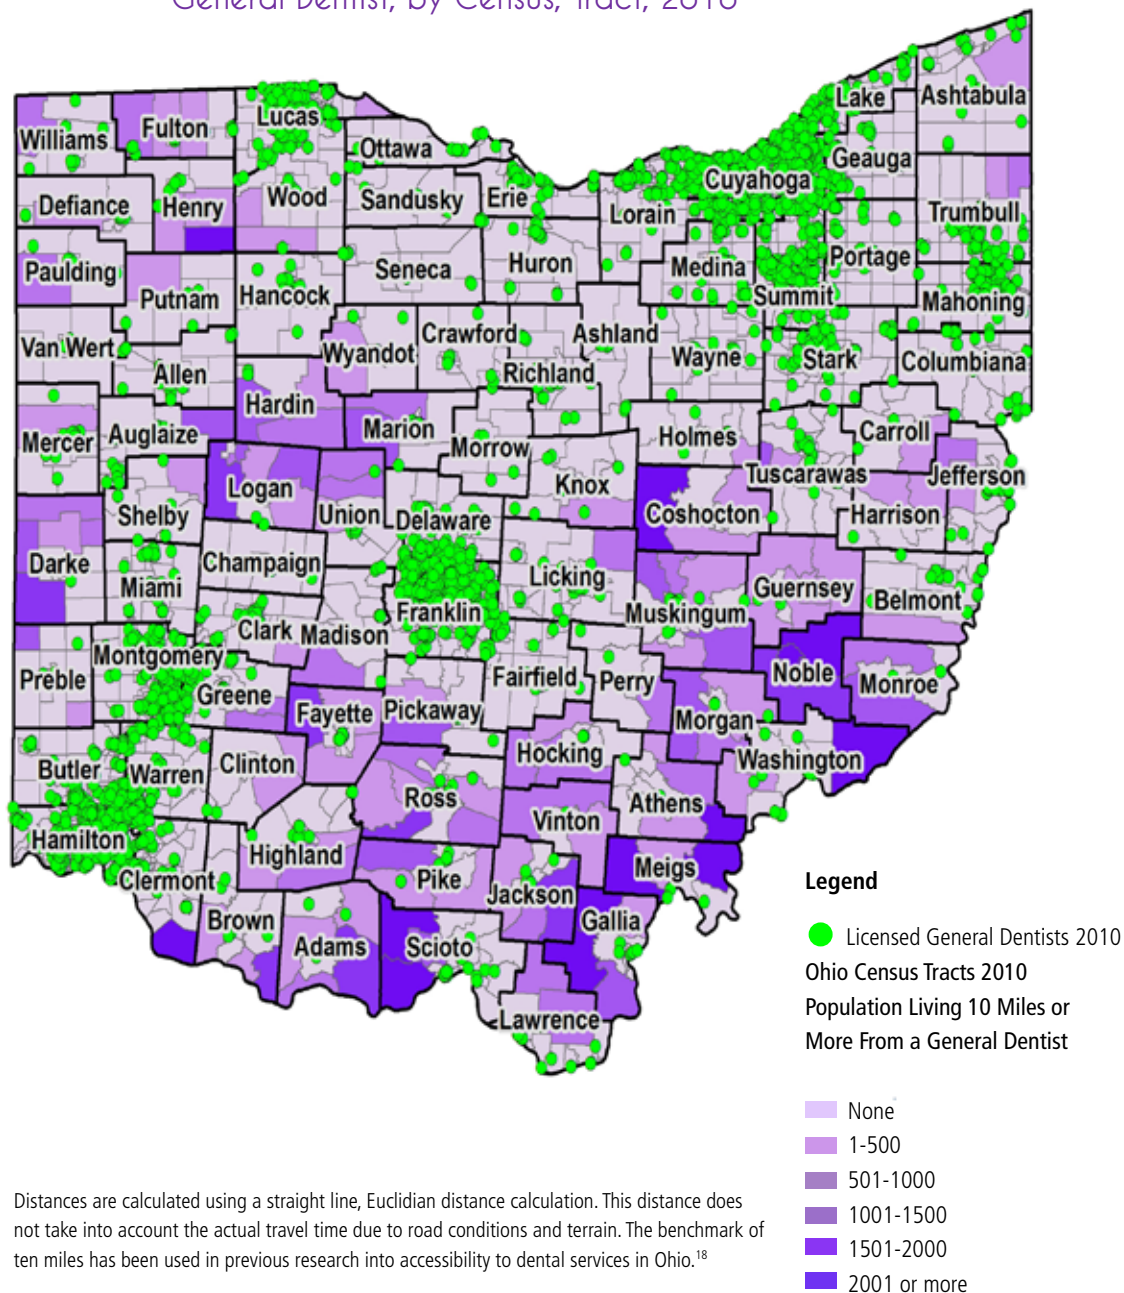 General Dentist, by Census, Tract, 2010
Lake
Ashtabula
Lucas
Williams
Fulton
Ottawa
Geauga
Cuyahoga
Defiance
Henry
Wood
Sandusky
Erie
Lorain
Trumbull
Paulding
Putnam
Hancock
Seneca
Huron
Medina
Summit
Portage
Mahoning
Van Wert
Allen
Wyandot
Crawford
Richland
Ashland
Wayne
Stark
Columbiana
Hardin
Mercer
Auglaize
Marion
Morrow
Holmes
Carroll
Logan
Knox
Tuscarawas
Jefferson
Shelby
Union
Delaware
Coshocton
Harrison
Darke
Miami
Champaign
Licking
Guernsey
Belmont
Franklin
Muskingum
Clark
Madison
Montgomery
Preble
Greene
Fayette
Pickaway
Fairfield
Perry
Noble
Monroe
Morgan
Butler
Warren
Clinton
Hocking
Washington
Ross
Vinton
Athens
Hamilton
Highland
Clermont
Pike
Jackson
Meigs
Brown
Adams
Scioto
Gallia
Lawrence
Legend
Licensed General Dentists 2010
Ohio Census Tracts 2010
Population Living 10 Miles or
More From a General Dentist
None
1-500
501-1000
1001-1500
1501-2000
2001 or more
Distances are calculated using a straight line, Euclidian distance calculation. This distance does
not take into account the actual travel time due to road conditions and terrain. The benchmark of
ten miles has been used in previous research into accessibility to dental services in Ohio.18